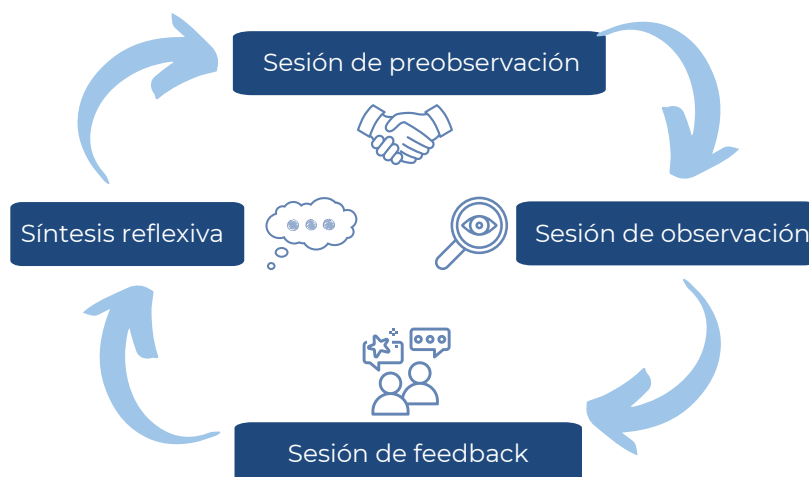 Sesión de preobservación
Síntesis reflexiva
Sesión de observación
Sesión de feedback